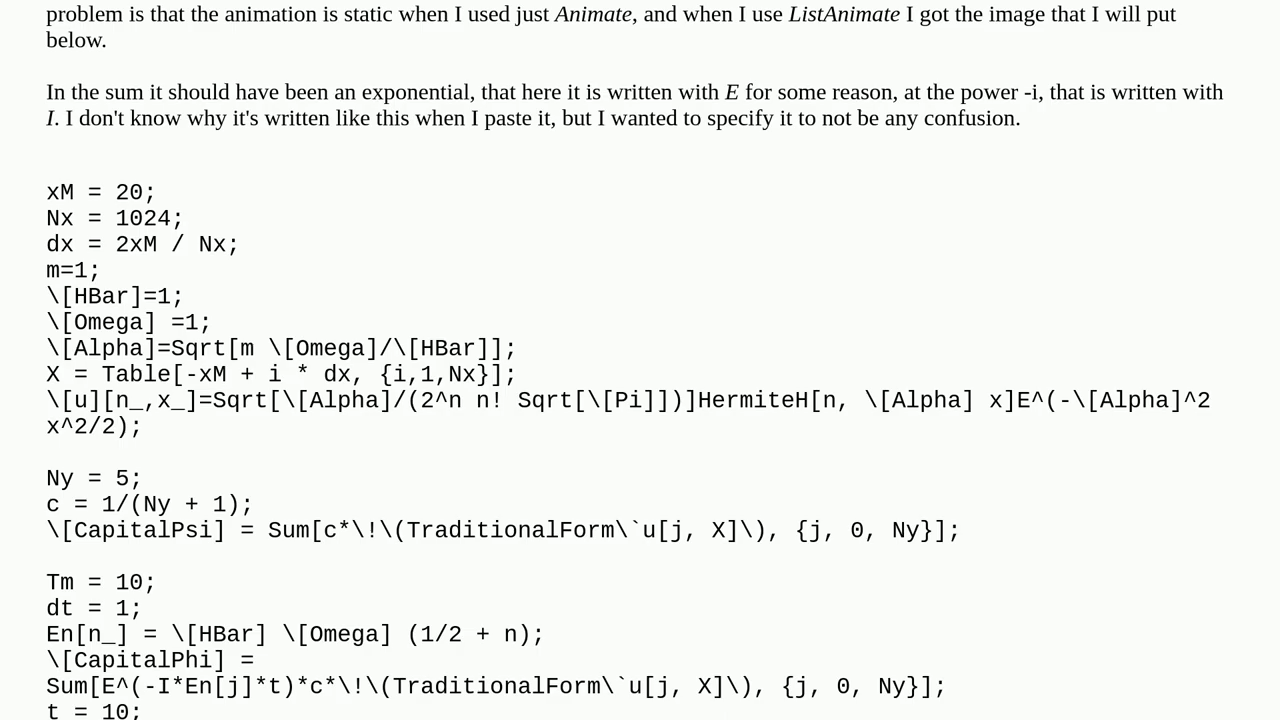 problem is that the animation is static when I used just Animate, and when I use ListAnimate I got the image that I will put
below.
In the sum it should have been an exponential, that here it is written with E for some reason, at the power -i, that is written with
I. I don't know why it's written like this when I paste it, but I wanted to specify it to not be any confusion.
xM = 20;
Nx = 1024;
dx = 2xM / Nx;
m=1;
\[HBar]=1;
\[Omega] =1;
\[Alpha]=Sqrt[m \[Omega]/\[HBar]];
X = Table[-xM + i * dx, {i,1,Nx}];
\[u][n_,x_]=Sqrt[\[Alpha]/(2^n n! Sqrt[\[Pi]])]HermiteH[n, \[Alpha] x]E^(-\[Alpha]^2
x^2/2);
Ny = 5;
c = 1/(Ny + 1);
\[CapitalPsi] = Sum[c*\!\(TraditionalForm\`u[j, X]\), {j, 0, Ny}];
Tm = 10;
dt = 1;
En[n_] = \[HBar] \[Omega] (1/2 + n);
\[CapitalPhi] =
Sum[E^(-I*En[j]*t)*c*\!\(TraditionalForm\`u[j, X]\), {j, 0, Ny}];
t = 10;